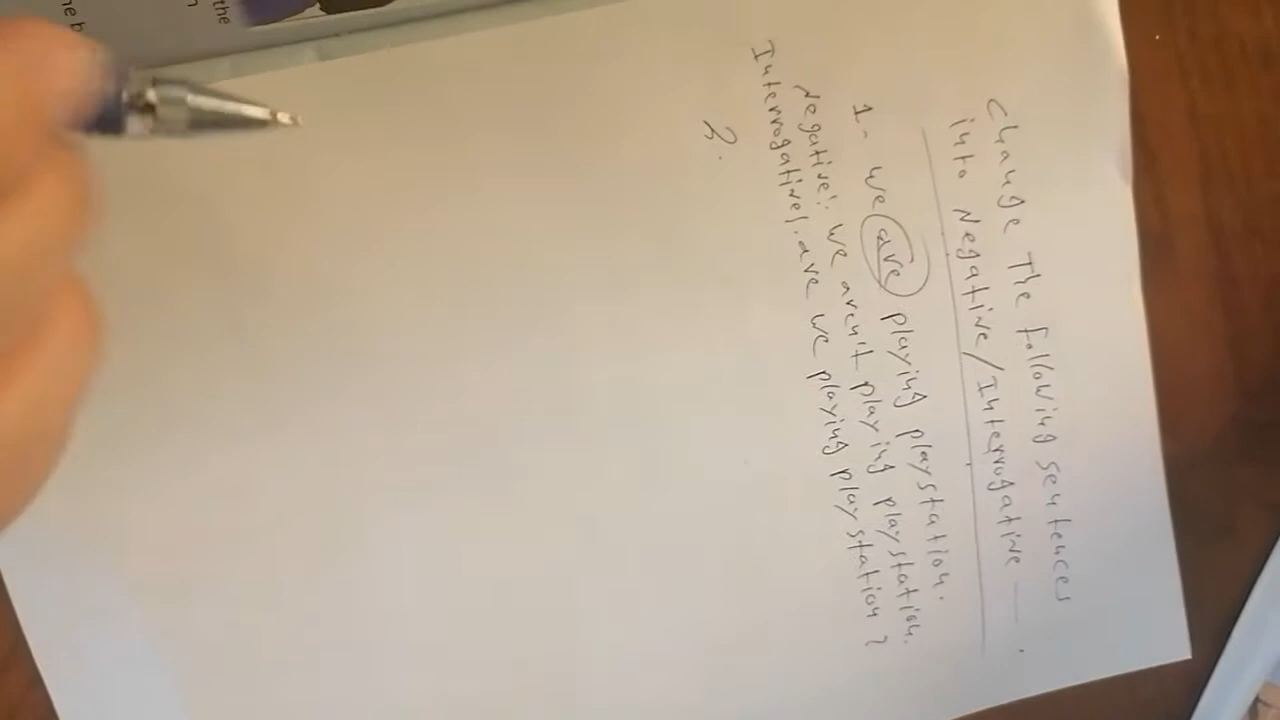 Change The following sentences
into Negative/Interrogative
1- we are playing playstation.
Negative: we aren't playing playstation.
Interrogative: are we playing playstation?
2.
the